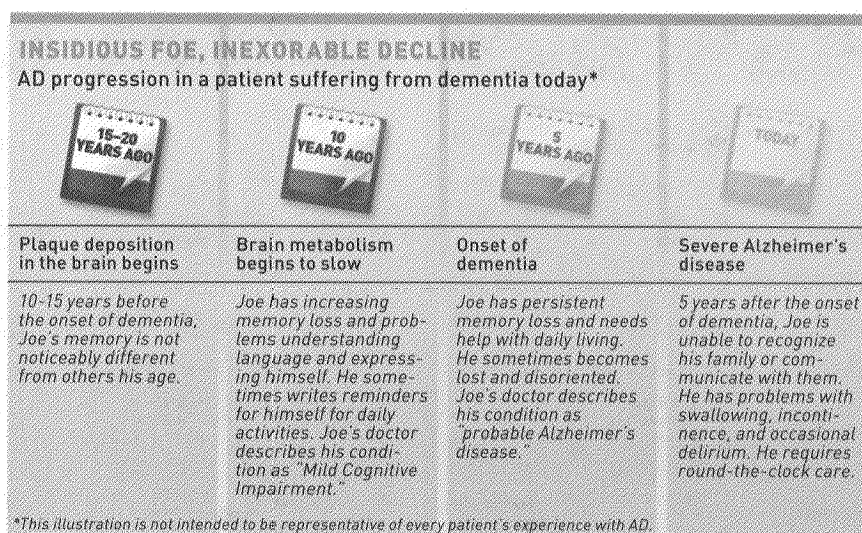 INSIDIOUS FOE, INEXORABLE DECLINE
AD progression in a patient suffering from dementia today*
15–20
YEARS AGO
10
YEARS AGO
5
YEARS AGO
TODAY
Plaque deposition
in the brain begins
10-15 years before
the onset of dementia,
Joe's memory is not
noticeably different
from others his age.
Brain metabolism
begins to slow
Joe has increasing
memory loss and prob-
lems understanding
language and express-
ing himself. He some-
times writes reminders
for himself for daily
activities. Joe's doctor
describes his condi-
tion as "Mild Cognitive
Impairment."
Onset of
dementia
Joe has persistent
memory loss and needs
help with daily living.
He sometimes becomes
lost and disoriented.
Joe's doctor describes
his condition as
"probable Alzheimer's
disease."
Severe Alzheimer's
disease
5 years after the onset
of dementia, Joe is
unable to recognize
his family or com-
municate with them.
He has problems with
swallowing, inconti-
nence, and occasional
delirium. He requires
round-the-clock care.
*This illustration is not intended to be representative of every patient's experience with AD.